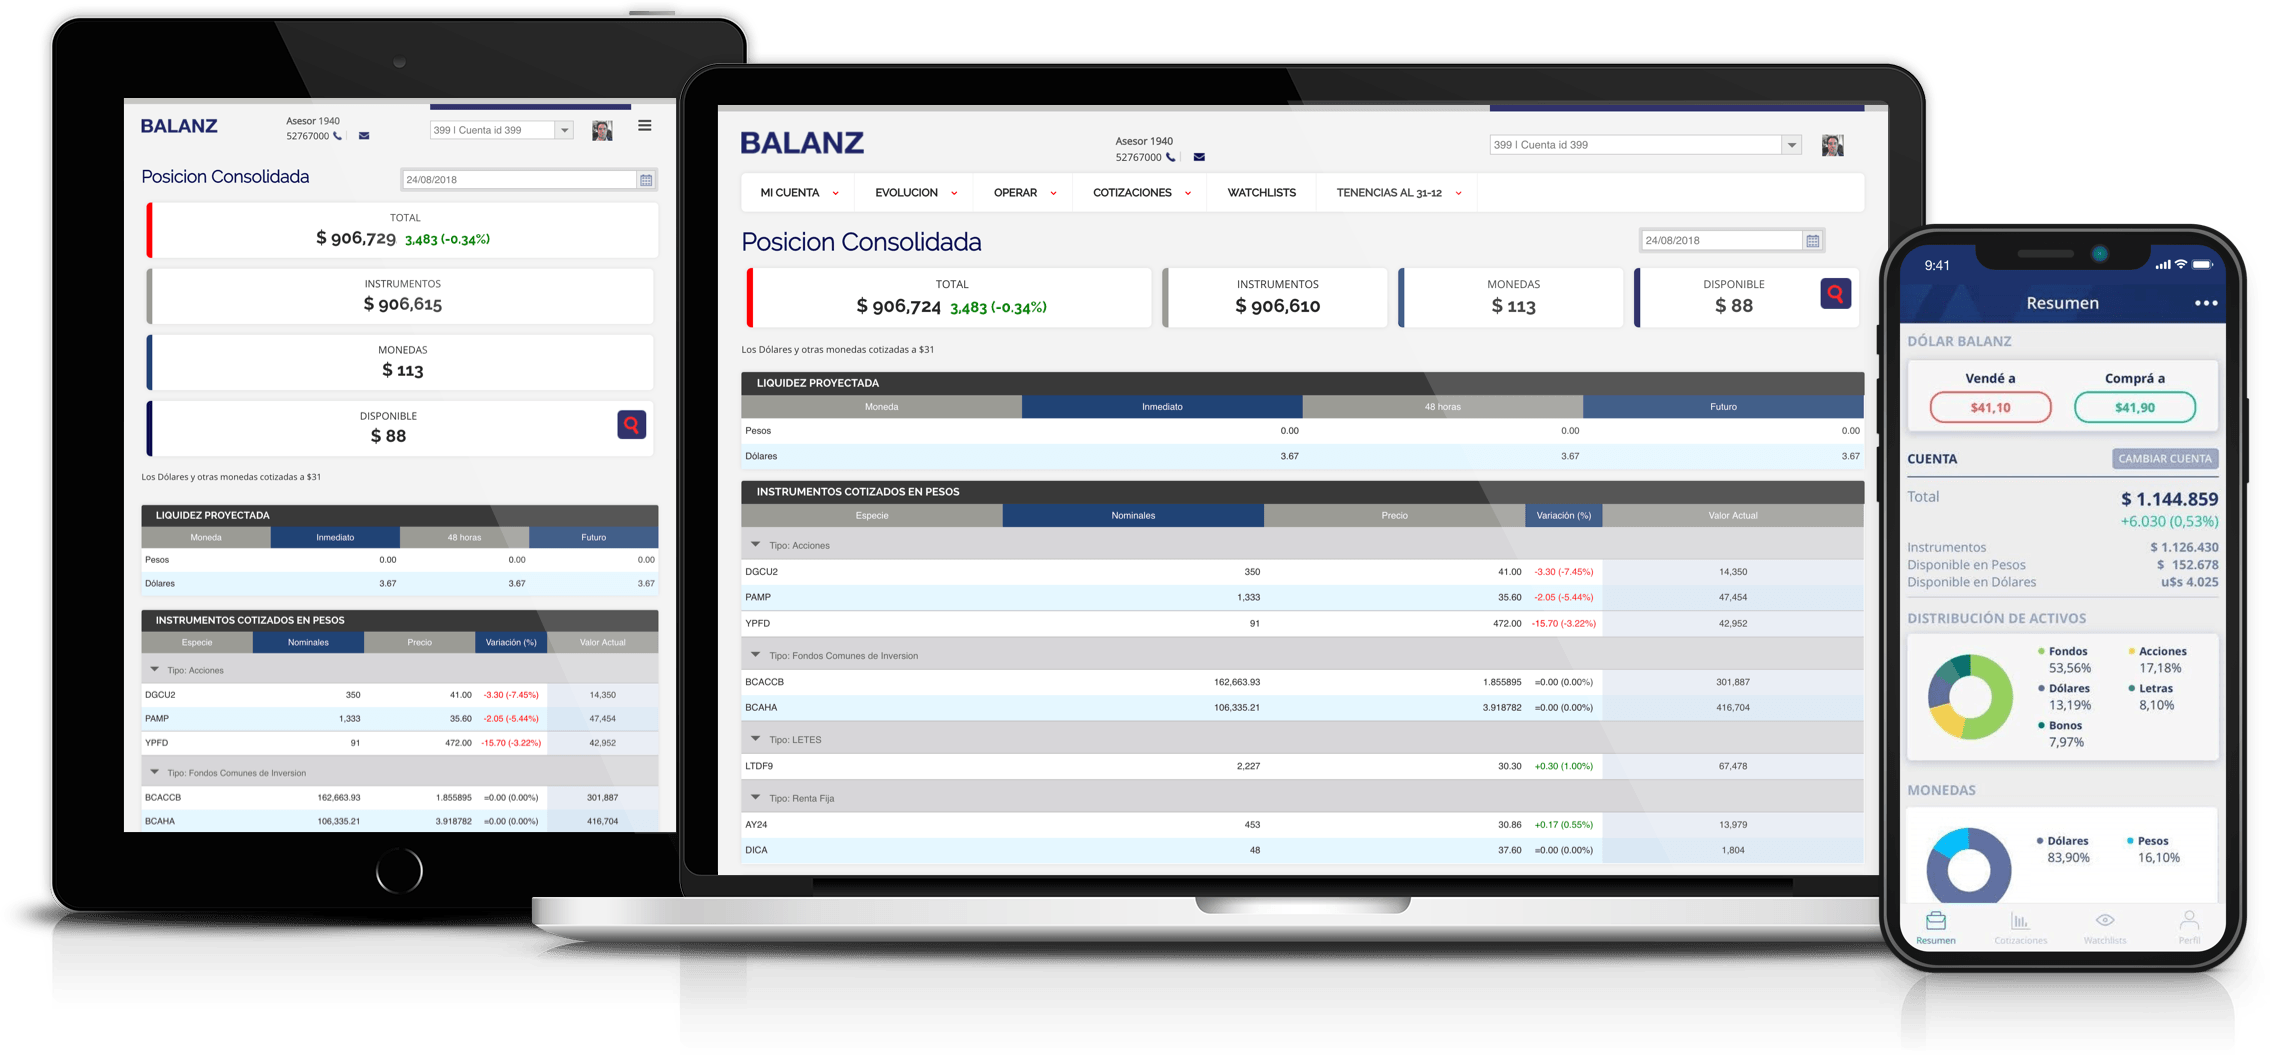 BALANZ
Asesor 1940
52767000
399 | Cuenta id 399
Posicion Consolidada
24/08/2018
TOTAL
$ 906,729 3,483 (-0.34%)
INSTRUMENTOS
$ 906,615
MONEDAS
$ 113
DISPONIBLE
$ 88
Los Dólares y otras monedas cotizadas a $31
LIQUIDEZ PROYECTADA
Moneda Inmediato 48 horas Futuro
Pesos 0.00 0.00 0.00
Dólares 3.67 3.67 3.67
INSTRUMENTOS COTIZADOS EN PESOS
Especie Nominales Precio Variación (%) Valor Actual
Tipo: Acciones
DGCU2 350 41.00 -3.30 (-7.45%) 14,350
PAMP 1,333 35.60 -2.05 (-5.44%) 47,454
YPFD 91 472.00 -15.70 (-3.22%) 42,952
Tipo: Fondos Comunes de Inversion
BCACCB 162,663.93 1.855895 =0.00 (0.00%) 301,887
BCAHA 106,335.21 3.918782 =0.00 (0.00%) 416,704
BALANZ
Asesor 1940
52767000
399 | Cuenta id 399
MI CUENTA EVOLUCION OPERAR COTIZACIONES WATCHLISTS TENENCIAS AL 31-12
Posicion Consolidada
24/08/2018
TOTAL
$ 906,724 3,483 (-0.34%)
INSTRUMENTOS
$ 906,610
MONEDAS
$ 113
DISPONIBLE
$ 88
Los Dólares y otras monedas cotizadas a $31
LIQUIDEZ PROYECTADA
Moneda Inmediato 48 horas Futuro
Pesos 0.00 0.00 0.00
Dólares 3.67 3.67 3.67
INSTRUMENTOS COTIZADOS EN PESOS
Especie Nominales Precio Variación (%) Valor Actual
Tipo: Acciones
DGCU2 350 41.00 -3.30 (-7.45%) 14,350
PAMP 1,333 35.60 -2.05 (-5.44%) 47,454
YPFD 91 472.00 -15.70 (-3.22%) 42,952
Tipo: Fondos Comunes de Inversion
BCACCB 162,663.93 1.855895 =0.00 (0.00%) 301,887
BCAHA 106,335.21 3.918782 =0.00 (0.00%) 416,704
Tipo: LETES
LTDF9 2,227 30.30 +0.30 (1.00%) 67,478
Tipo: Renta Fija
AY24 453 30.86 +0.17 (0.55%) 13,979
DICA 48 37.60 =0.00 (0.00%) 1,804
9:41
Resumen
DÓLAR BALANZ
Vendé a Comprá a
$41,10 $41,90
CUENTA CAMBIAR CUENTA
Total $ 1.144.859
+6.030 (0,53%)
Instrumentos $ 1.126.430
Disponible en Pesos $ 152.678
Disponible en Dólares u$s 4.025
DISTRIBUCIÓN DE ACTIVOS
Fondos Acciones
53,56% 17,18%
Dólares Letras
13,19% 8,10%
Bonos
7,97%
MONEDAS
Dólares Pesos
83,90% 16,10%
Resumen Cotizaciones Watchlists Perfil